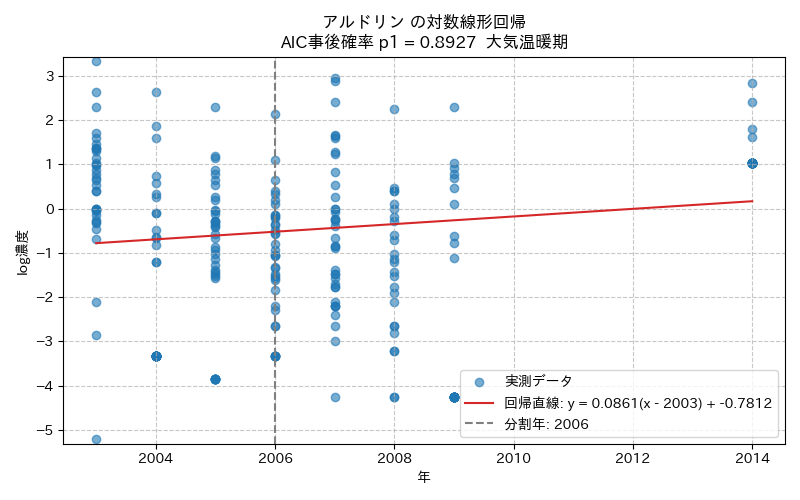 アルドリン の対数線形回帰
AIC事後確率 p1 = 0.8927 大気温暖期
3
2
1
0
−1
−2
−3
−4
−5
log濃度
2004
2006
2008
2010
2012
2014
年
実測データ
回帰直線: y = 0.0861(x - 2003) + -0.7812
分割年: 2006